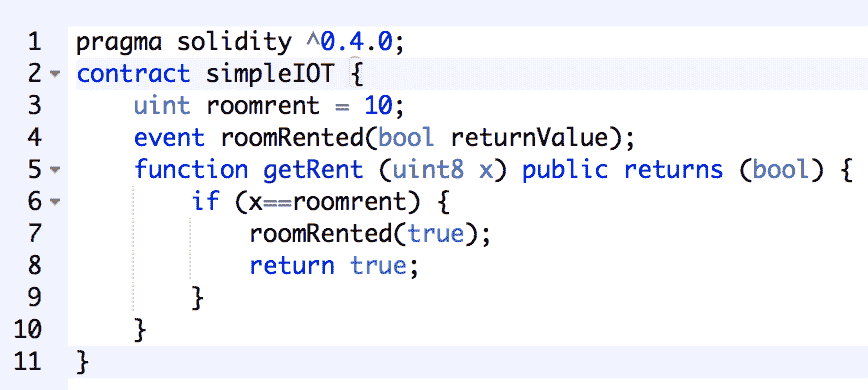 1 pragma solidity ^0.4.0;
2 contract simpleIOT {
3     uint roomrent = 10;
4     event roomRented(bool returnValue);
5     function getRent (uint8 x) public returns (bool) {
6         if (x==roomrent) {
7             roomRented(true);
8             return true;
9         }
10     }
11 }